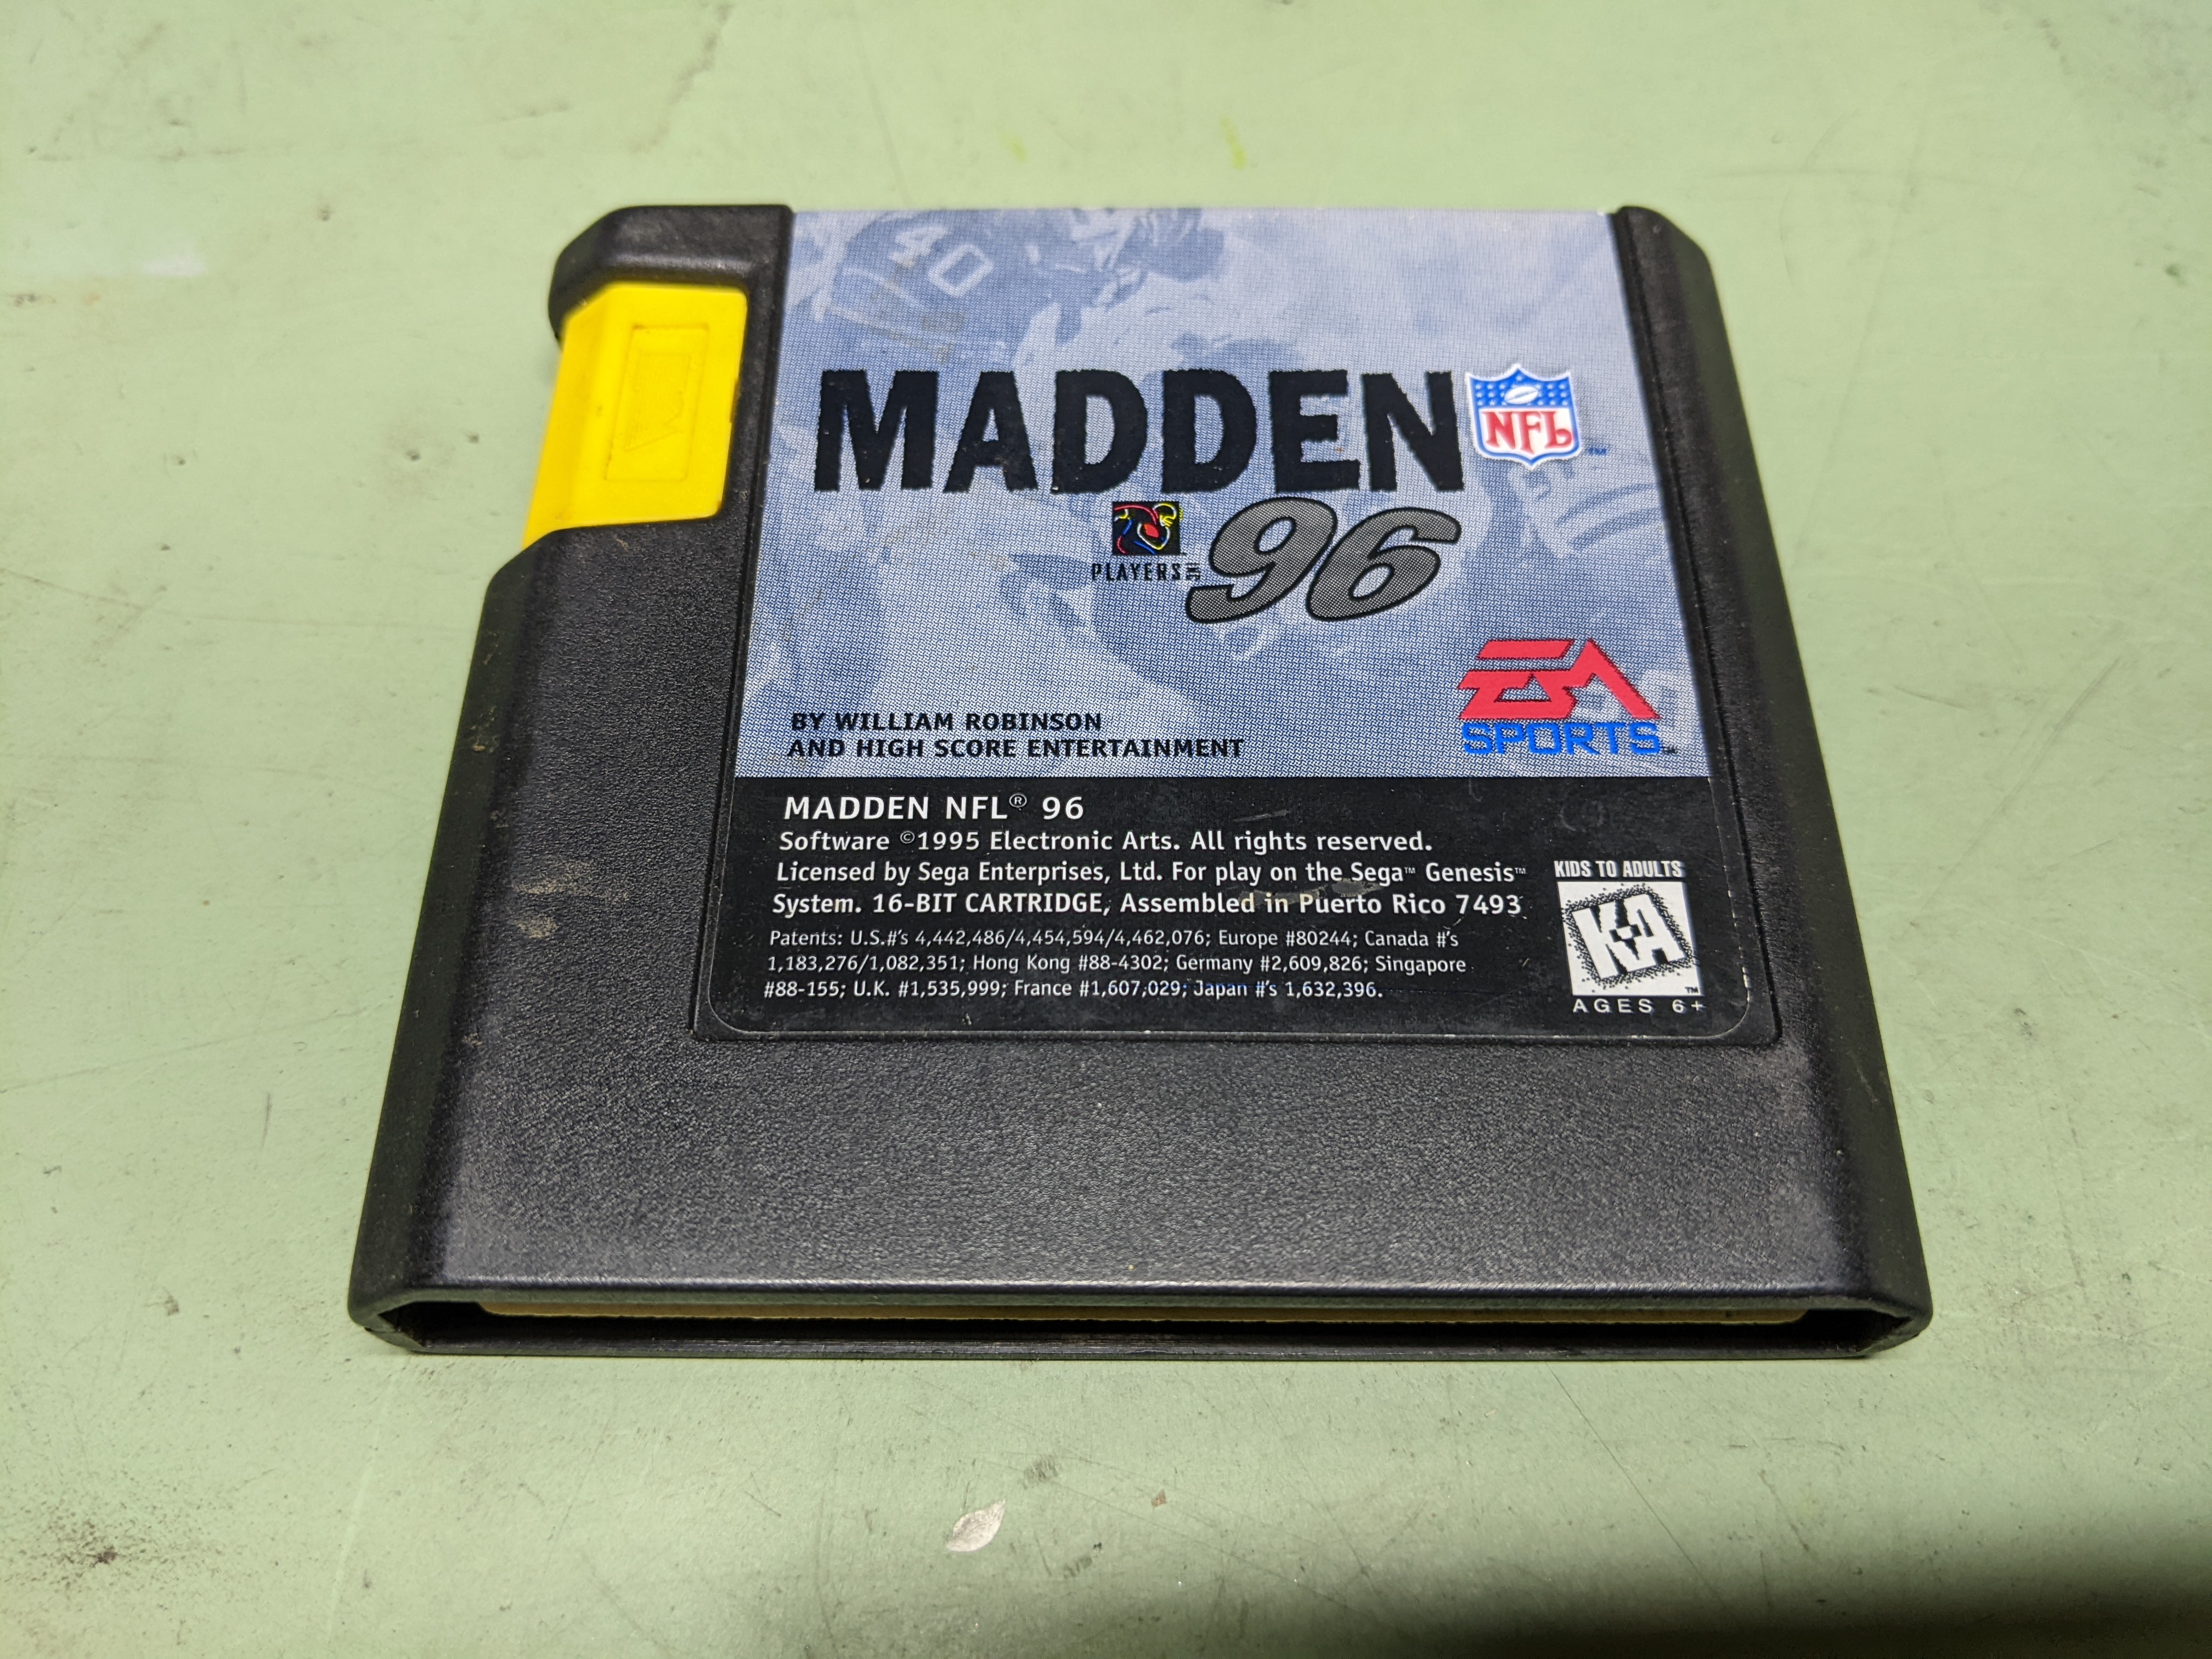 40
MADDEN
NFL™
PLAYERS INC
96
EA
SPORTS™
BY WILLIAM ROBINSON
AND HIGH SCORE ENTERTAINMENT
MADDEN NFL® 96
Software ©1995 Electronic Arts. All rights reserved.
Licensed by Sega Enterprises, Ltd. For play on the Sega™ Genesis™
System. 16-BIT CARTRIDGE, Assembled in Puerto Rico 7493
Patents: U.S.#'s 4,442,486/4,454,594/4,462,076; Europe #80244; Canada #'s
1,183,276/1,082,351; Hong Kong #88-4302; Germany #2,609,826; Singapore
#88-155; U.K. #1,535,999; France #1,607,029; Japan #'s 1,632,396.
KIDS TO ADULTS
KA™
AGES 6+